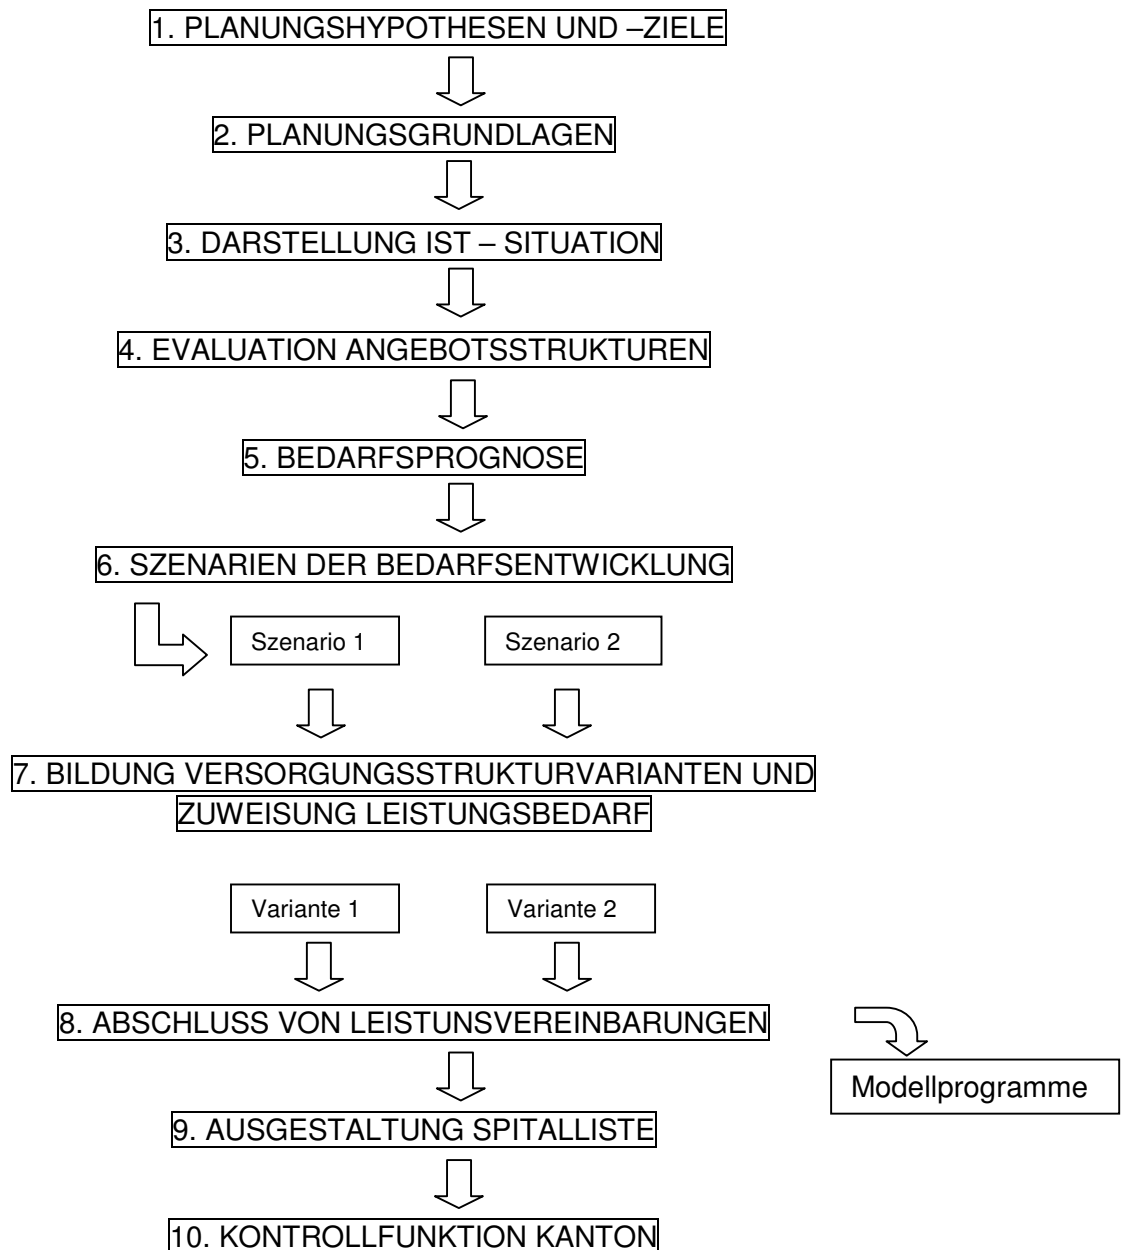 1. PLANUNGSHYPOTHESEN UND –ZIELE
2. PLANUNGSGRUNDLAGEN
3. DARSTELLUNG IST – SITUATION
4. EVALUATION ANGEBOTSSTRUKTUREN
5. BEDARFSPROGNOSE
6. SZENARIEN DER BEDARFSENTWICKLUNG
Szenario 1
Szenario 2
7. BILDUNG VERSORGUNGSSTRUKTURVARIANTEN UND
ZUWEISUNG LEISTUNGSBEDARF
Variante 1
Variante 2
8. ABSCHLUSS VON LEISTUNSVEREINBARUNGEN
Modellprogramme
9. AUSGESTALTUNG SPITALLISTE
10. KONTROLLFUNKTION KANTON